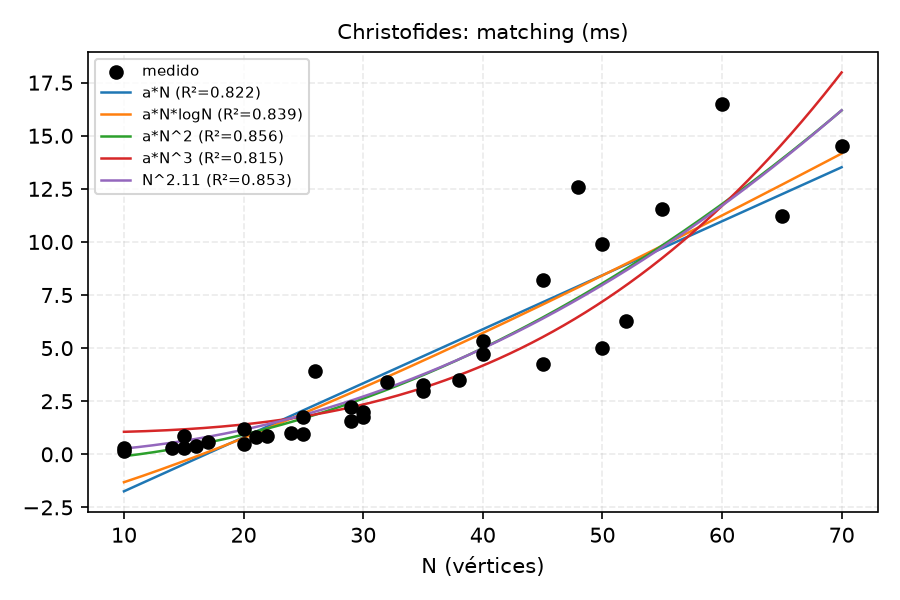 Christofides: matching (ms)
17.5
15.0
12.5
10.0
7.5
5.0
2.5
0.0
−2.5
medido
a*N (R²=0.822)
a*N*logN (R²=0.839)
a*N^2 (R²=0.856)
a*N^3 (R²=0.815)
N^2.11 (R²=0.853)
10 20 30 40 50 60 70
N (vértices)